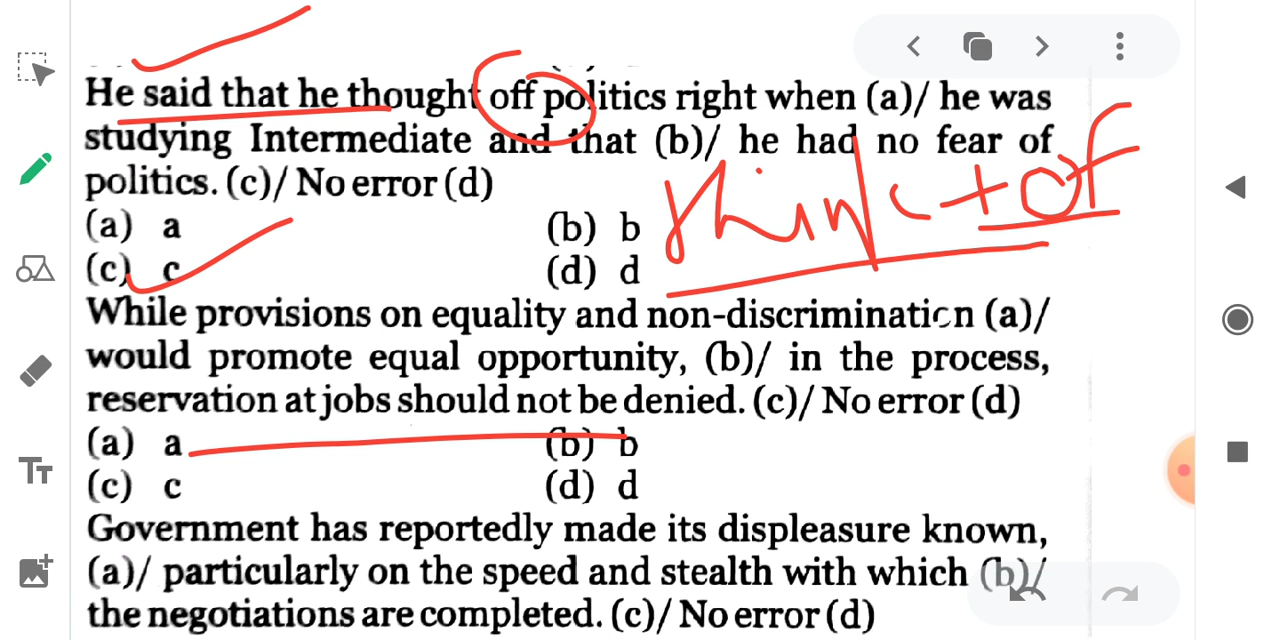 He said that he thought off politics right when (a)/ he was
studying Intermediate and that (b)/ he had no fear of
politics. (c)/ No error (d)
(a) a (b) b
(c) c (d) d
think + of
While provisions on equality and non-discrimination (a)/
would promote equal opportunity, (b)/ in the process,
reservation at jobs should not be denied. (c)/ No error (d)
(a) a (b) b
(c) c (d) d
Government has reportedly made its displeasure known,
(a)/ particularly on the speed and stealth with which (b)/
the negotiations are completed. (c)/ No error (d)
TT